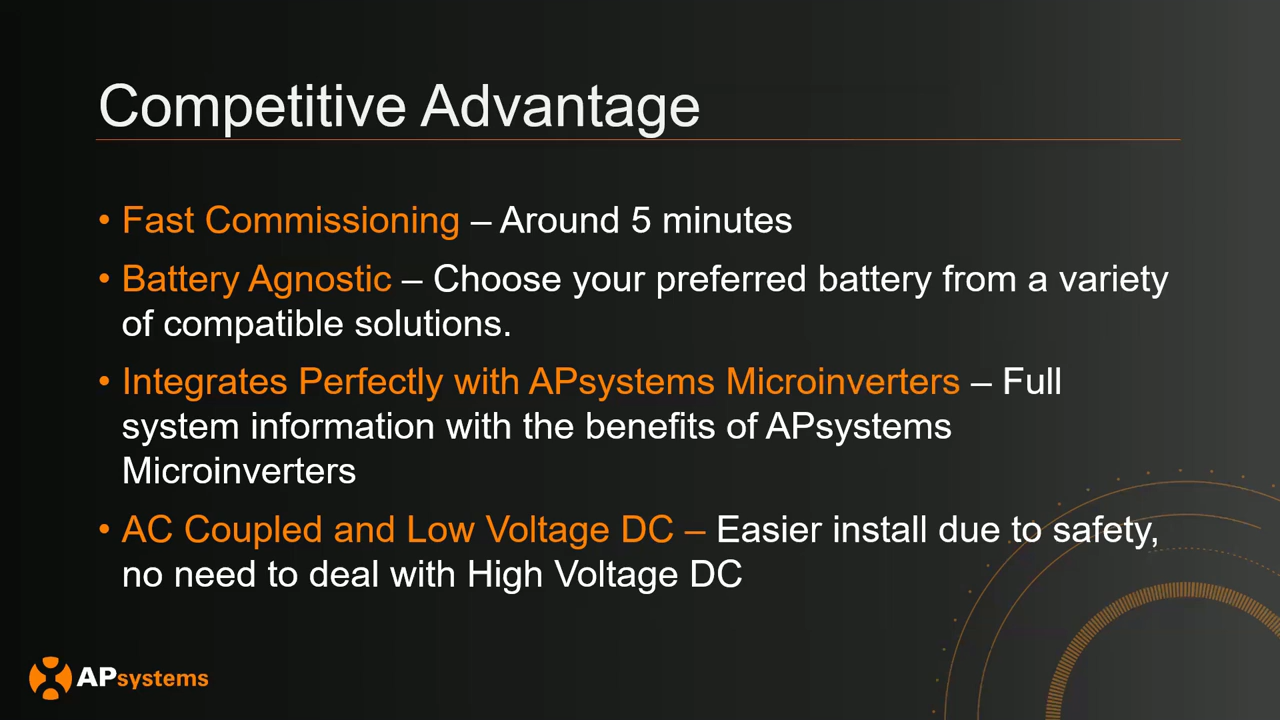 Competitive Advantage
• Fast Commissioning – Around 5 minutes
• Battery Agnostic – Choose your preferred battery from a variety
of compatible solutions.
• Integrates Perfectly with APsystems Microinverters – Full
system information with the benefits of APsystems
Microinverters
• AC Coupled and Low Voltage DC – Easier install due to safety,
no need to deal with High Voltage DC
APsystems